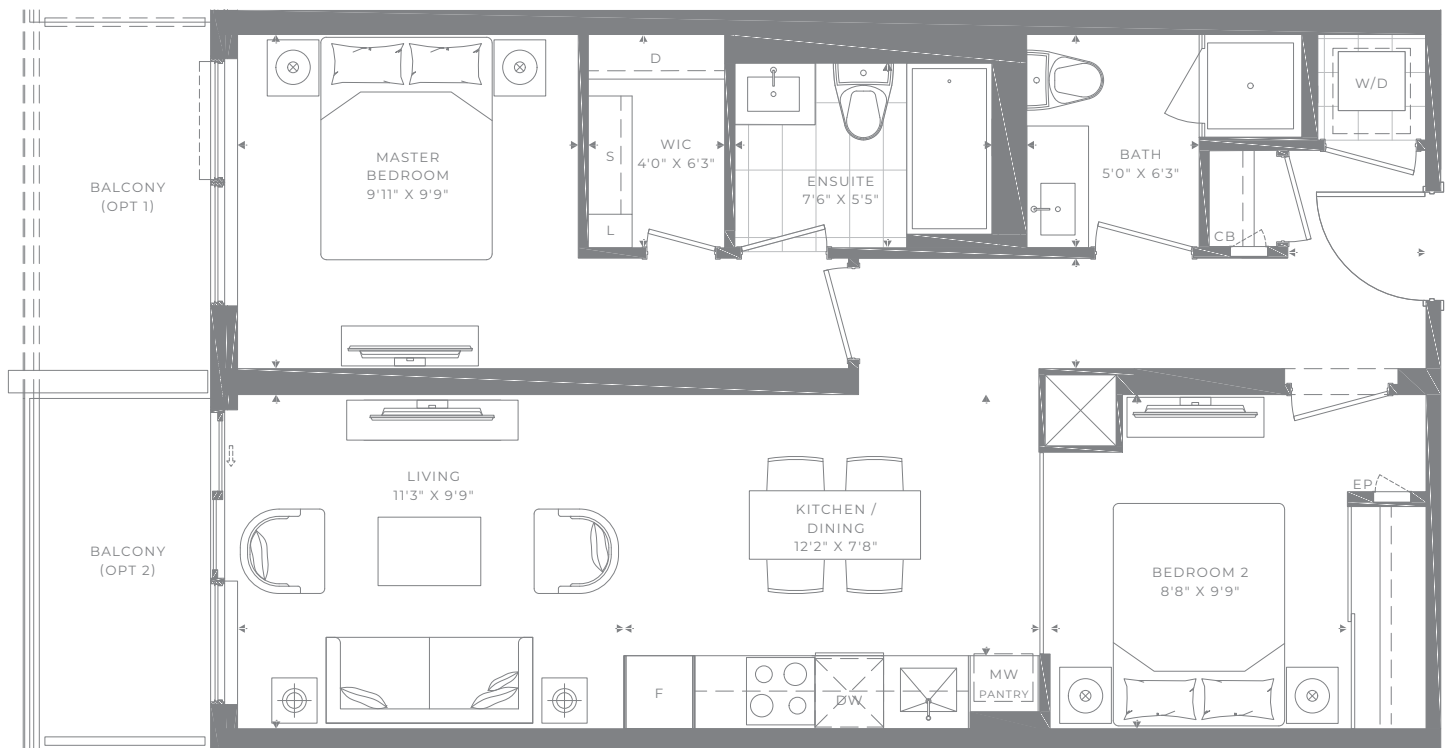 BALCONY
(OPT 1)
MASTER
BEDROOM
9'11" X 9'9"
D
S
L
WIC
4'0" X 6'3"
ENSUITE
7'6" X 5'5"
BATH
5'0" X 6'3"
W/D
CB
BALCONY
(OPT 2)
LIVING
11'3" X 9'9"
KITCHEN /
DINING
12'2" X 7'8"
EP
BEDROOM 2
8'8" X 9'9"
F
DW
MW
PANTRY